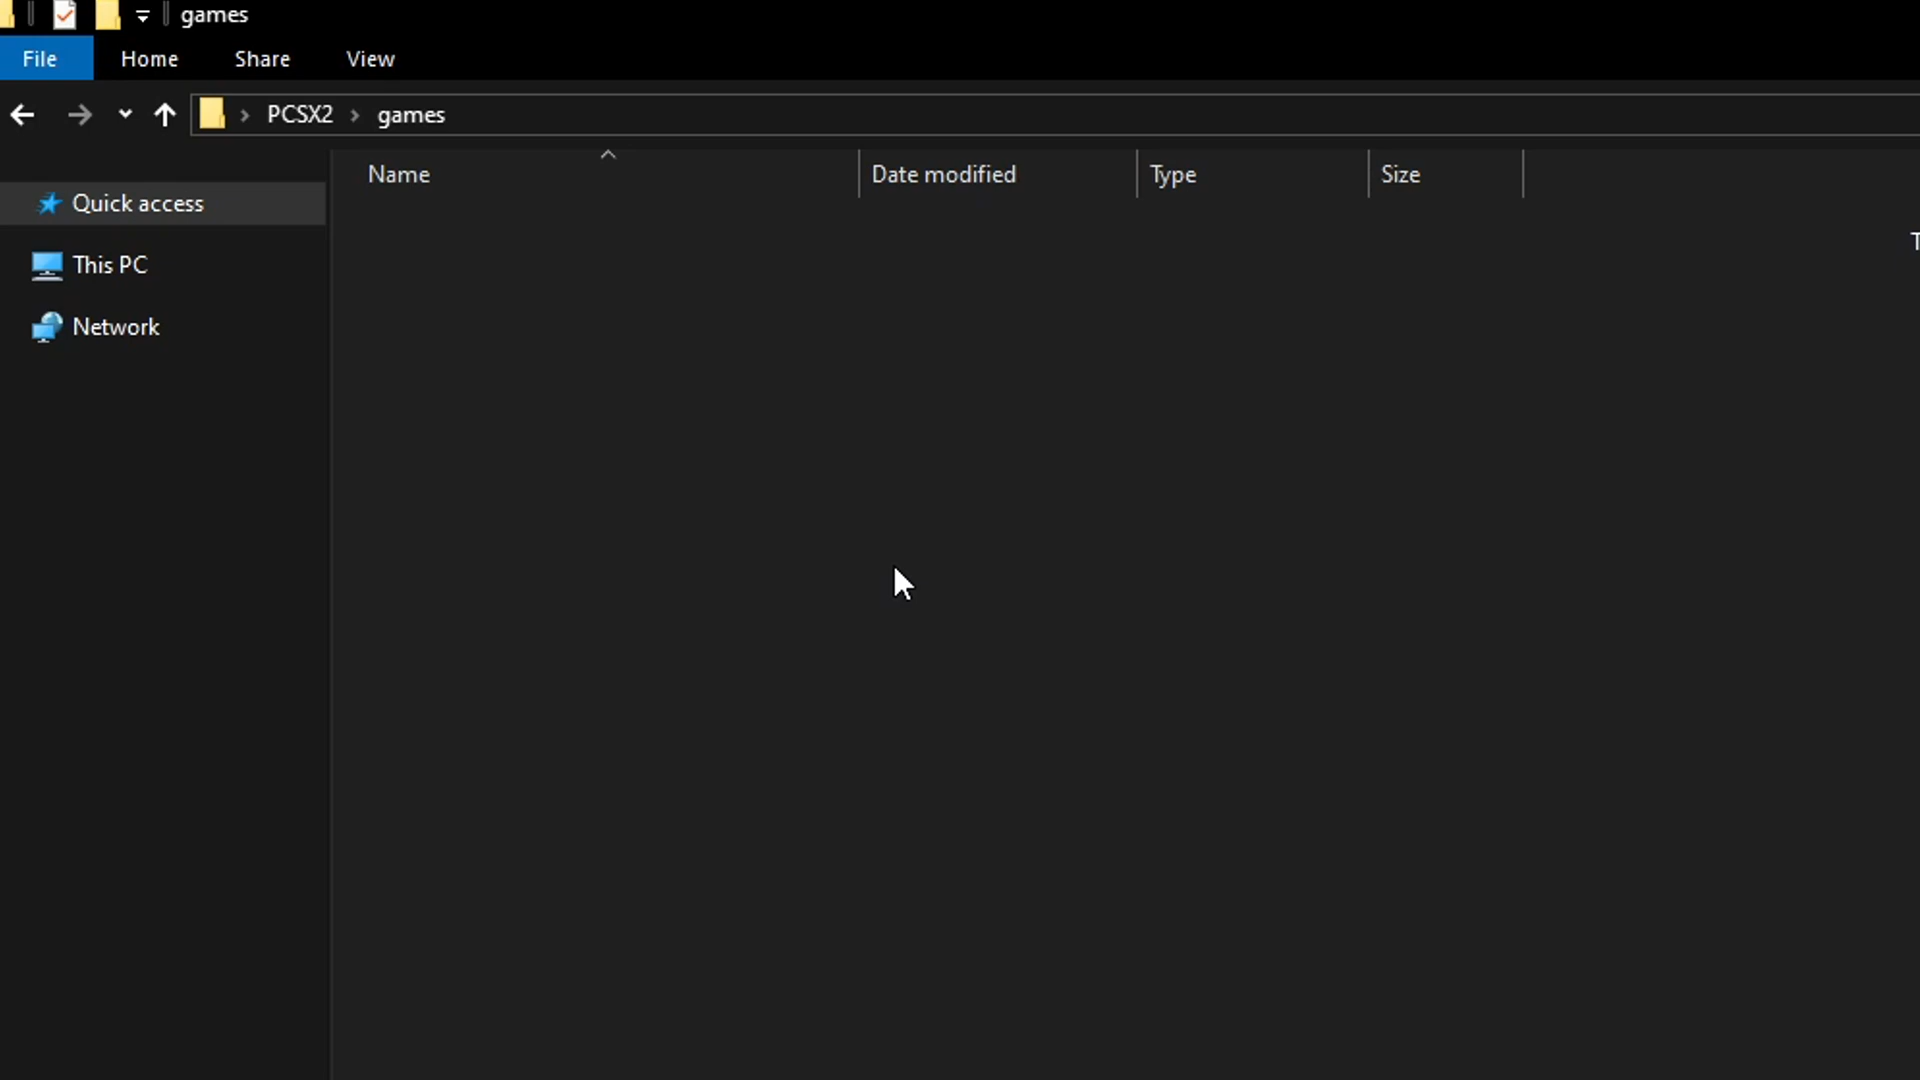 games
File Home Share View
PCSX2 games
Name Date modified Type Size
Quick access
This PC
Network